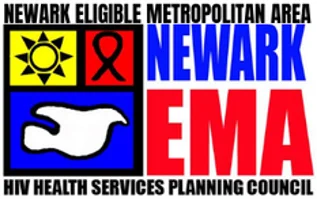 NEWARK ELIGIBLE METROPOLITAN AREA
NEWARK
EMA
HIV HEALTH SERVICES PLANNING COUNCIL